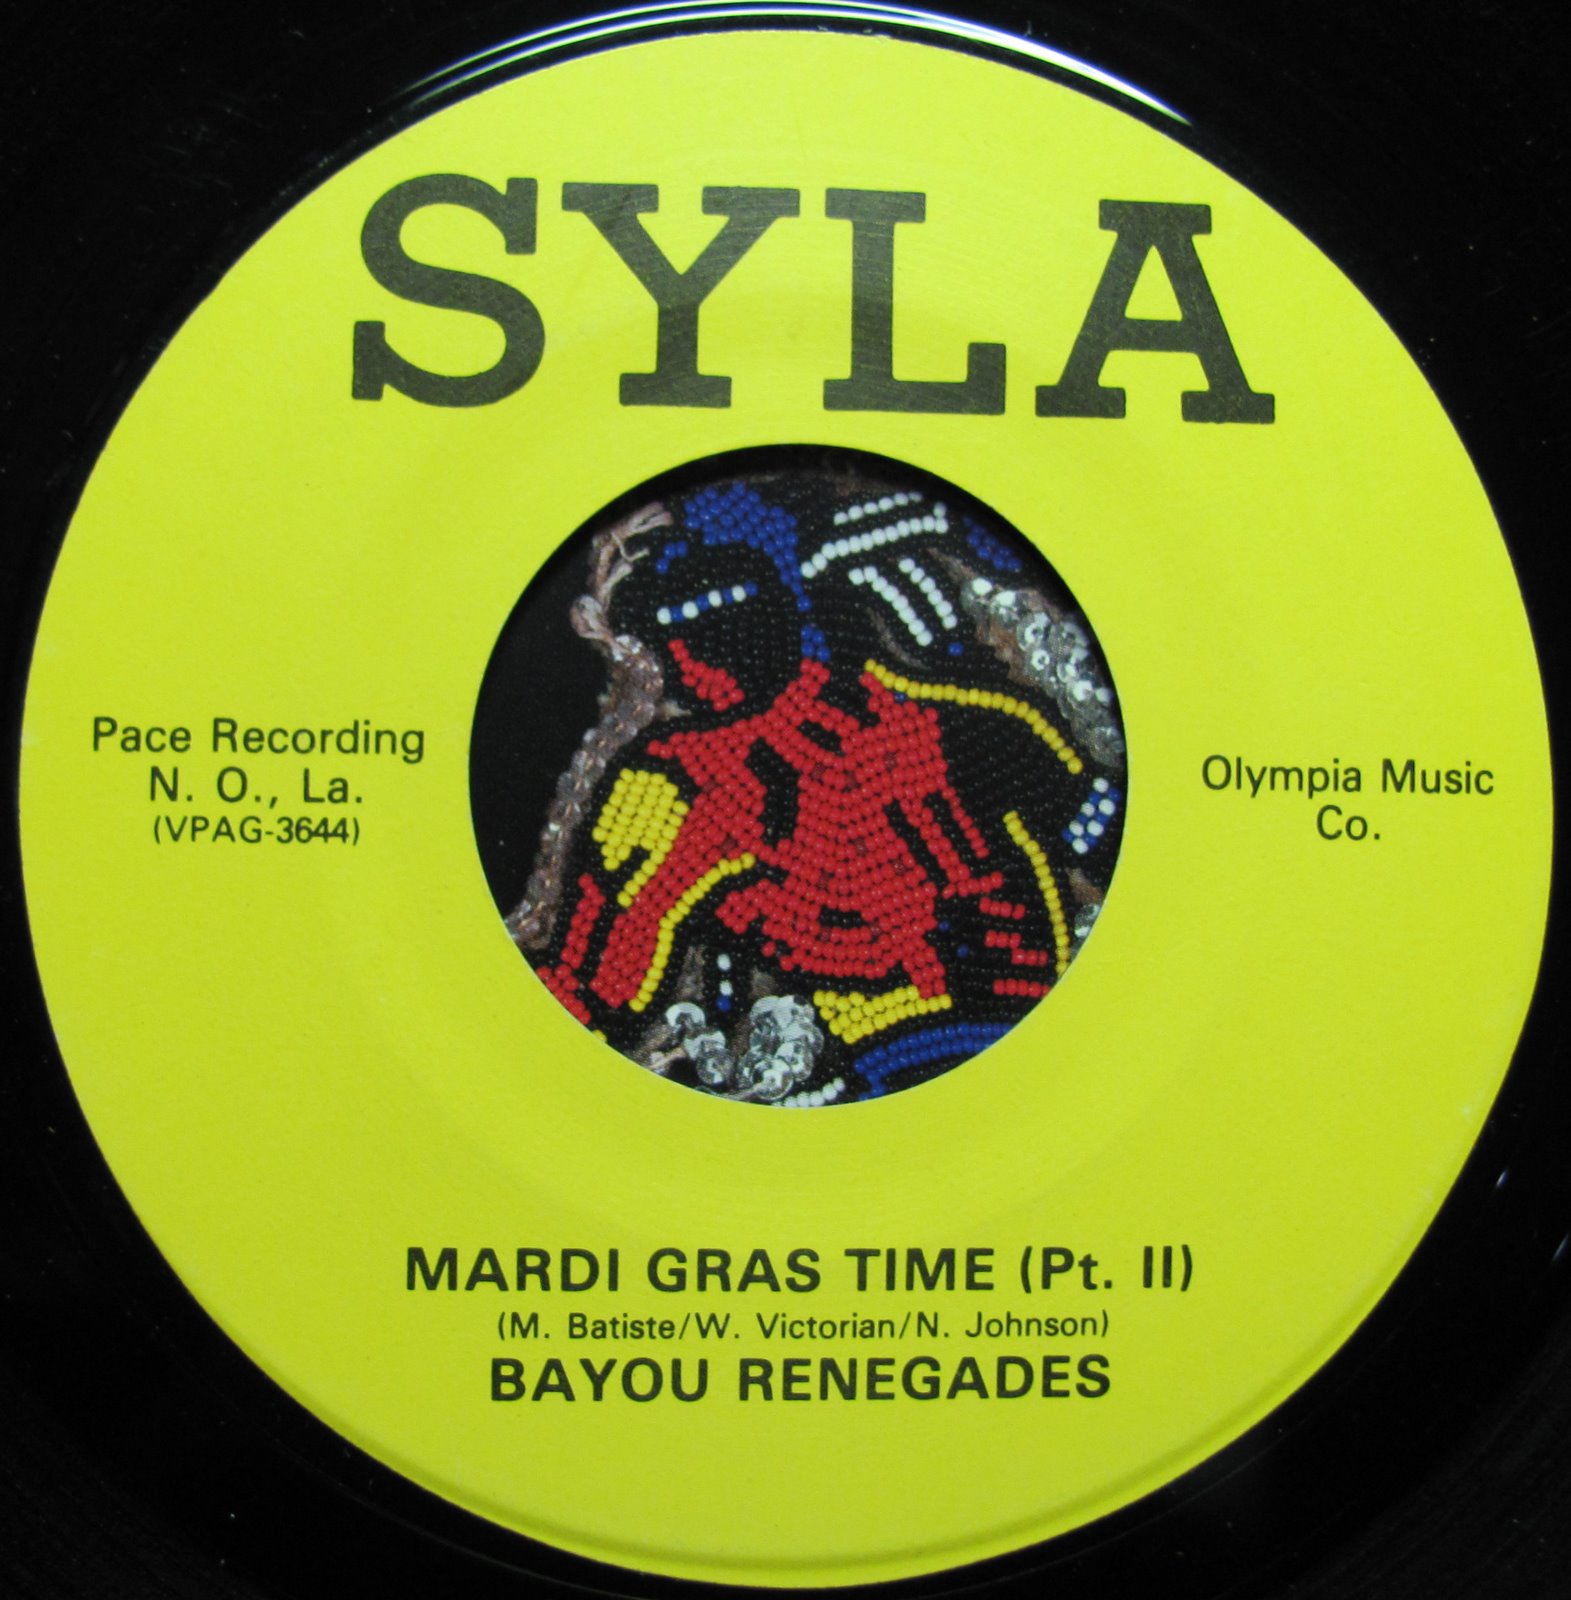 SYLA
Pace Recording
N. O., La.
(VPAG-3644)
Olympia Music
Co.
MARDI GRAS TIME (Pt. II)
(M. Batiste/W. Victorian/N. Johnson)
BAYOU RENEGADES